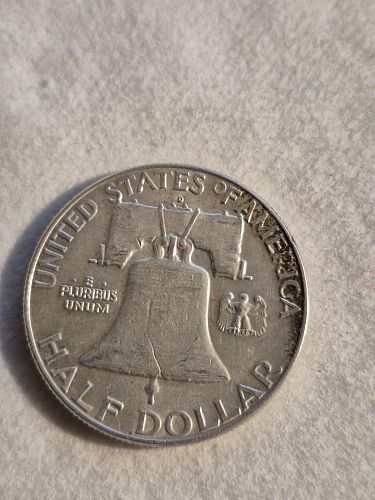 UNITED STATES OF AMERICA
E
PLURIBUS
UNUM
HALF DOLLAR